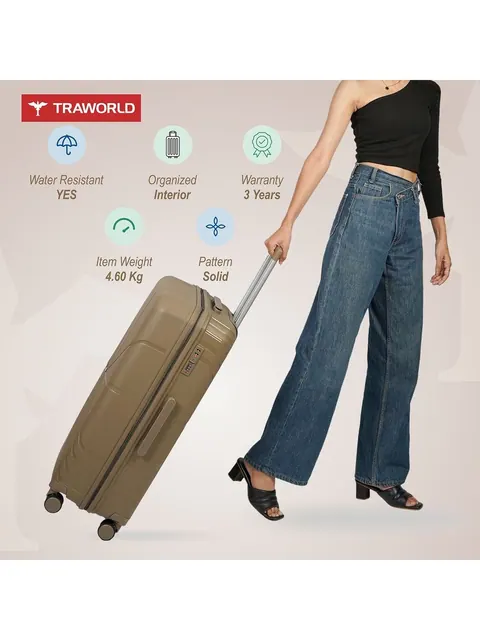 TRAWORLD
Water Resistant
YES
Organized
Interior
Warranty
3 Years
Item Weight
4.60 Kg
Pattern
Solid